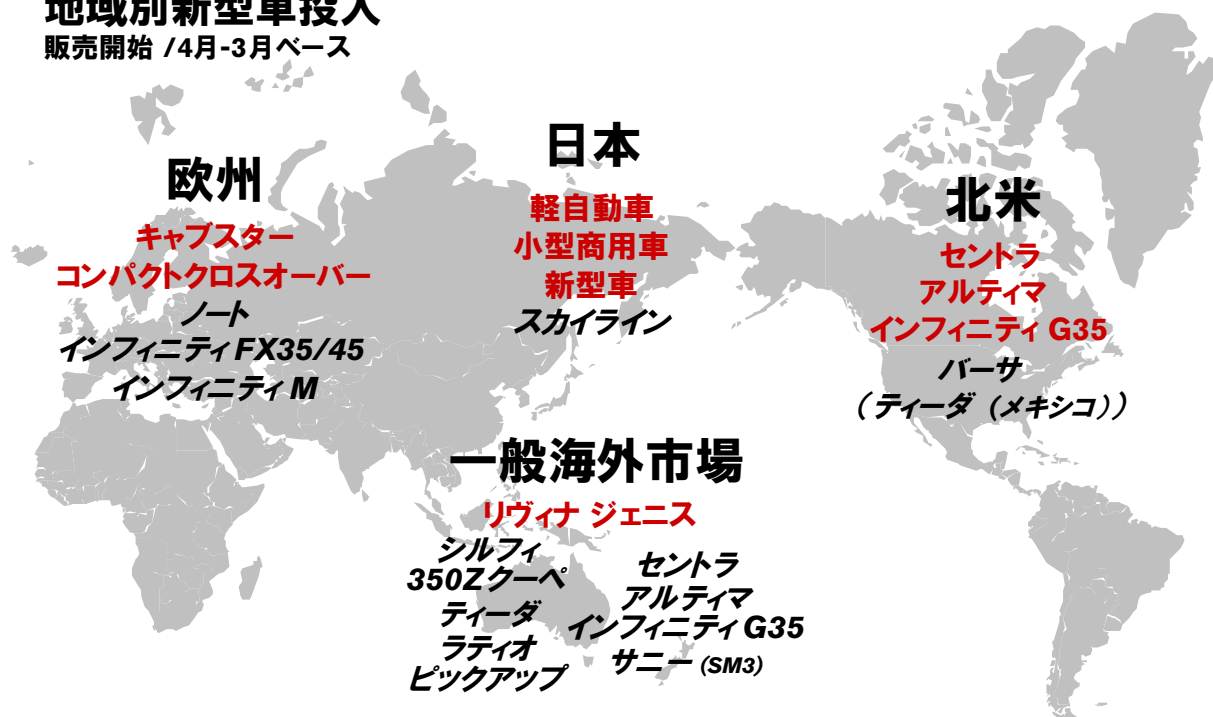 地域別新型車投入
販売開始 /4月-3月ベース
欧州
キャブスター
コンパクトクロスオーバー
ノート
インフィニティ FX35/45
インフィニティ M
日本
軽自動車
小型商用車
新型車
スカイライン
北米
セントラ
アルティマ
インフィニティ G35
バーサ
（ティーダ（メキシコ））
一般海外市場
リヴィナ ジェニス
シルフィ
350Zクーペ
ティーダ
ラティオ
ピックアップ
セントラ
アルティマ
インフィニティ G35
サニー (SM3)